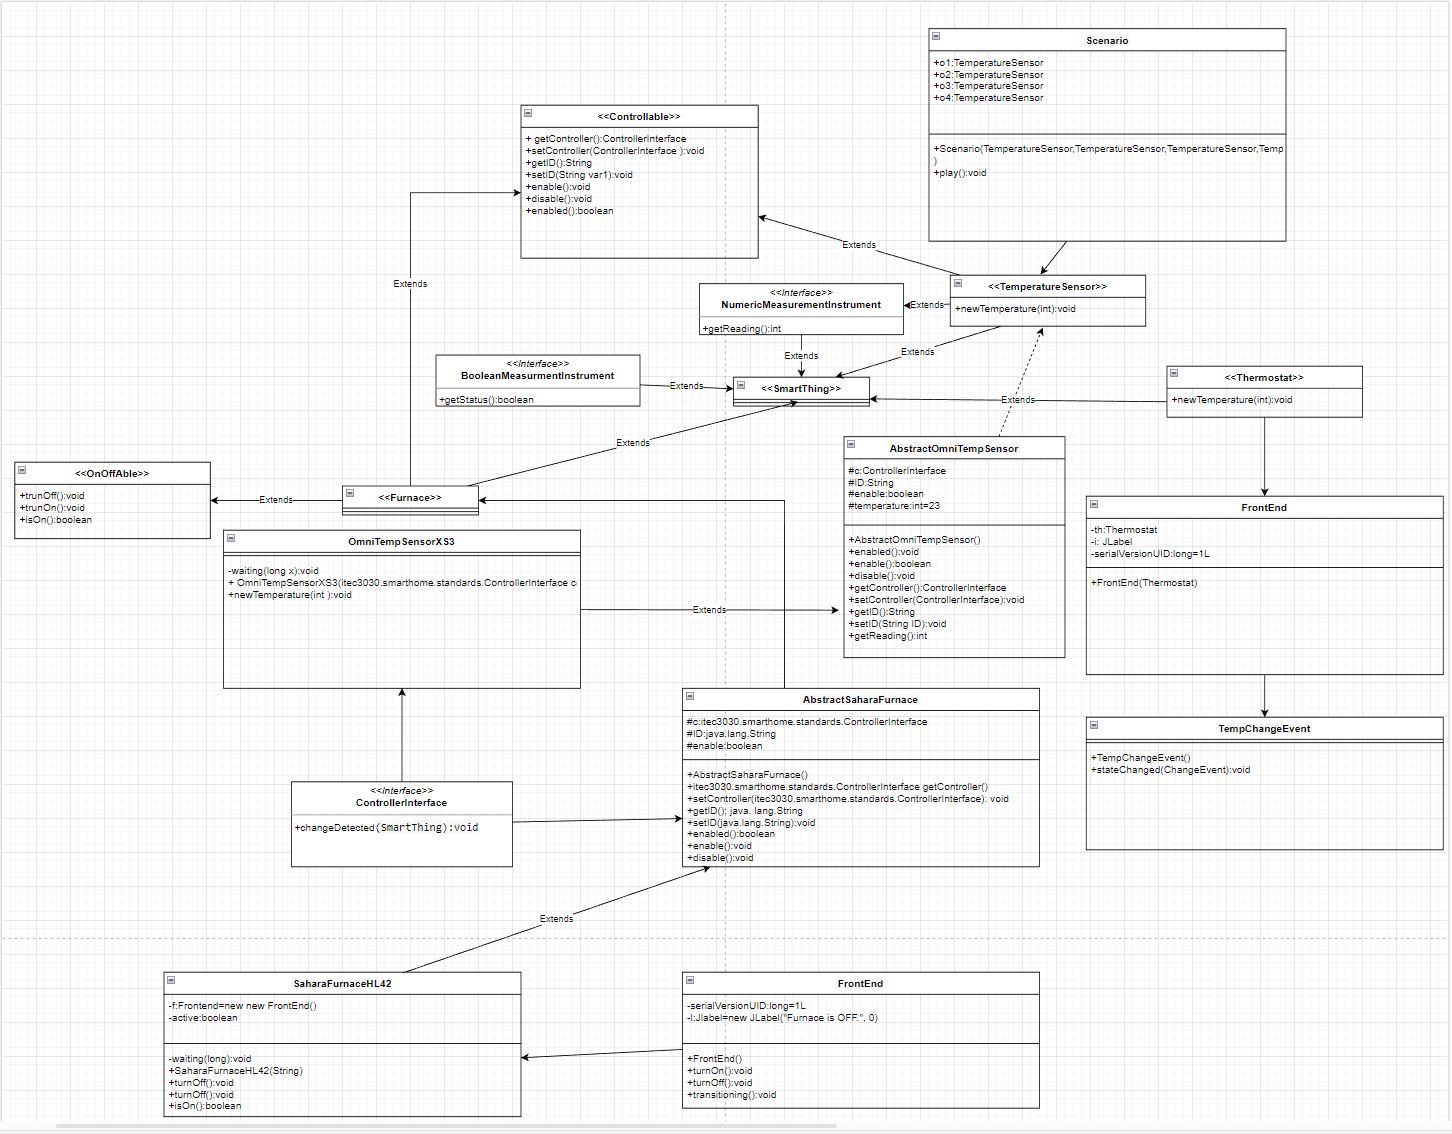 Scenario
+o1:TemperatureSensor
+o2:TemperatureSensor
+o3:TemperatureSensor
+o4:TemperatureSensor
+Scenario(TemperatureSensor,TemperatureSensor,TemperatureSensor,Temp
)
+play():void
<<Controllable>>
+ getController():ControllerInterface
+setController(ControllerInterface ):void
+getID():String
+setID(String var1):void
+enable():void
+disable():void
+enabled():boolean
Extends
Extends
<<TemperatureSensor>>
+newTemperature(int):void
<<Interface>>
NumericMeasurementInstrument
+getReading():int
Extends
Extends
Extends
<<Interface>>
BooleanMeasurmentInstrument
+getStatus():boolean
Extends
<<SmartThing>>
<<Thermostat>>
+newTemperature(int):void
Extends
Extends
<<OnOffAble>>
+trunOff():void
+trunOn():void
+isOn():boolean
Extends
<<Furnace>>
AbstractOmniTempSensor
#c:ControllerInterface
#ID:String
#enable:boolean
#temperature:int=23
+AbstractOmniTempSensor()
+enabled():void
+enable():boolean
+disable():void
+getController():ControllerInterface
+setController(ControllerInterface):void
+getID():String
+setID(String ID):void
+getReading():int
FrontEnd
-th:Thermostat
-i: JLabel
-serialVersionUID:long=1L
+FrontEnd(Thermostat)
OmniTempSensorXS3
-waiting(long x):void
+ OmniTempSensorXS3(itec3030.smarthome.standards.ControllerInterface c
+newTemperature(int ):void
Extends
AbstractSaharaFurnace
#c:itec3030.smarthome.standards.ControllerInterface
#ID:java.lang.String
#enable:boolean
+AbstractSaharaFurnace()
+itec3030.smarthome.standards.ControllerInterface getController()
+setController(itec3030.smarthome.standards.ControllerInterface): void
+getID(); java. lang.String
+setID(java.lang.String):void
+enabled():boolean
+enable():void
+disable():void
TempChangeEvent
+TempChangeEvent()
+stateChanged(ChangeEvent):void
<<Interface>>
ControllerInterface
+changeDetected(SmartThing):void
Extends
SaharaFurnaceHL42
-f:Frontend=new new FrontEnd()
-active:boolean
-waiting(long):void
+SaharaFurnaceHL42(String)
+turnOff():void
+turnOff():void
+isOn():boolean
FrontEnd
-serialVersionUID:long=1L
-l:Jlabel=new JLabel("Furnace is OFF.", 0)
+FrontEnd()
+turnOn():void
+turnOff():void
+transitioning():void